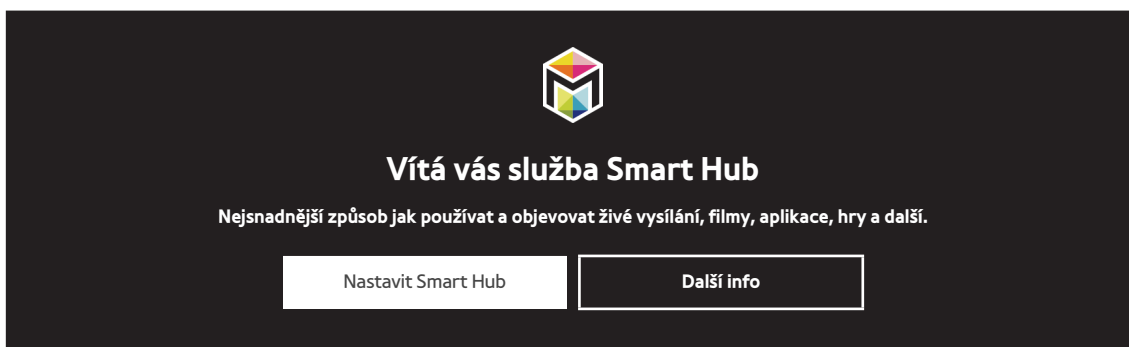 Vítá vás služba Smart Hub
Nejsnadnější způsob jak používat a objevovat živé vysílání, filmy, aplikace, hry a další.
Nastavit Smart Hub
Další info